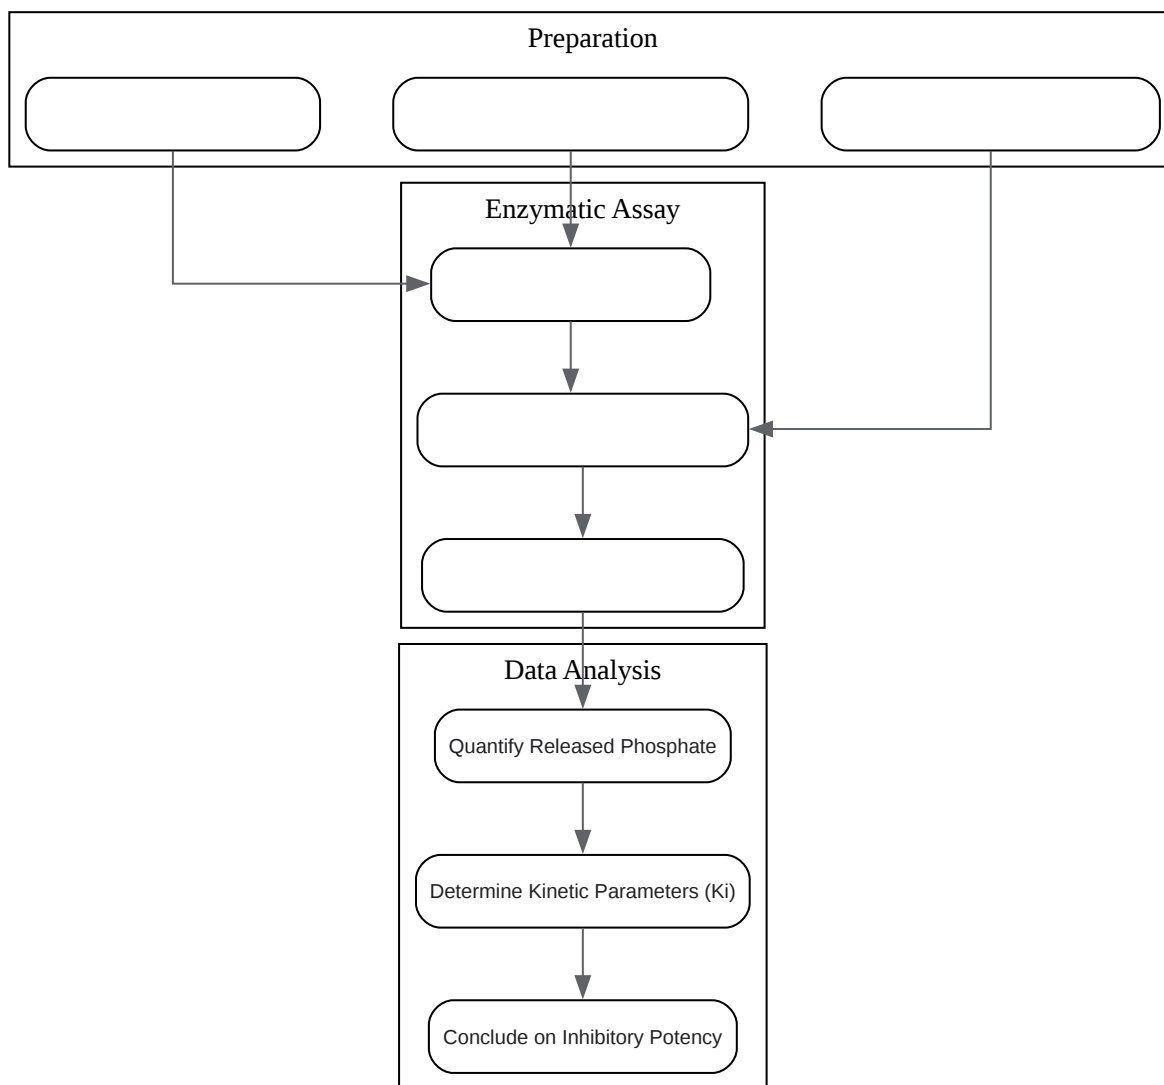 Preparation
Enzymatic Assay
Data Analysis
Quantify Released Phosphate
Determine Kinetic Parameters (Ki)
Conclude on Inhibitory Potency